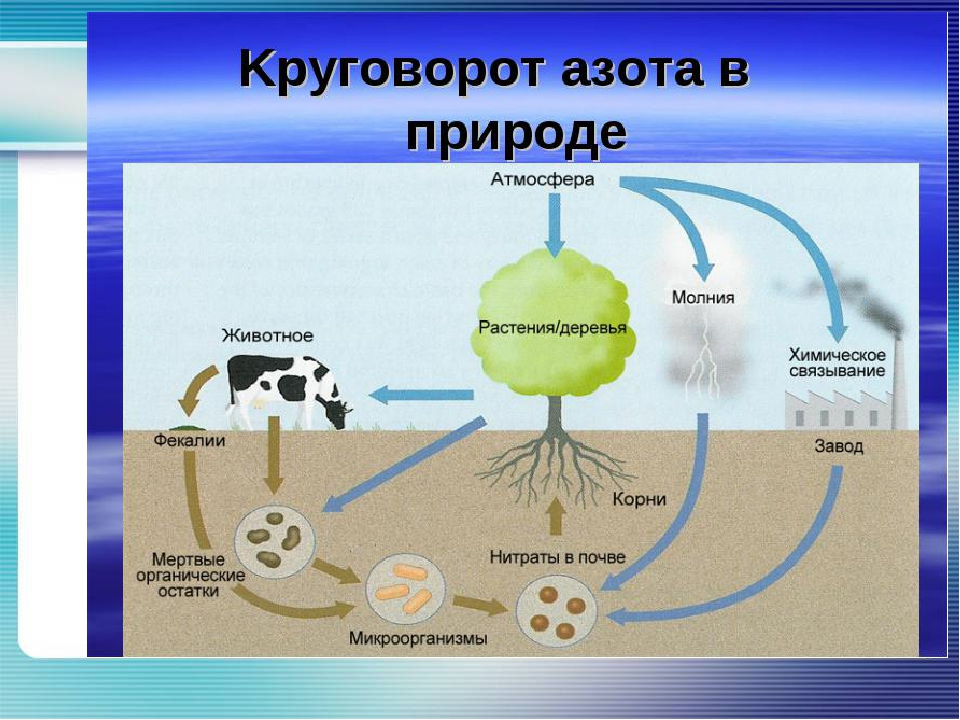 Круговорот азота в
природе
Атмосфера
Молния
Растения/деревья
Животное
Химическое
связывание
Фекалии
Завод
Корни
Нитраты в почве
Мертвые
органические
остатки
Микроорганизмы